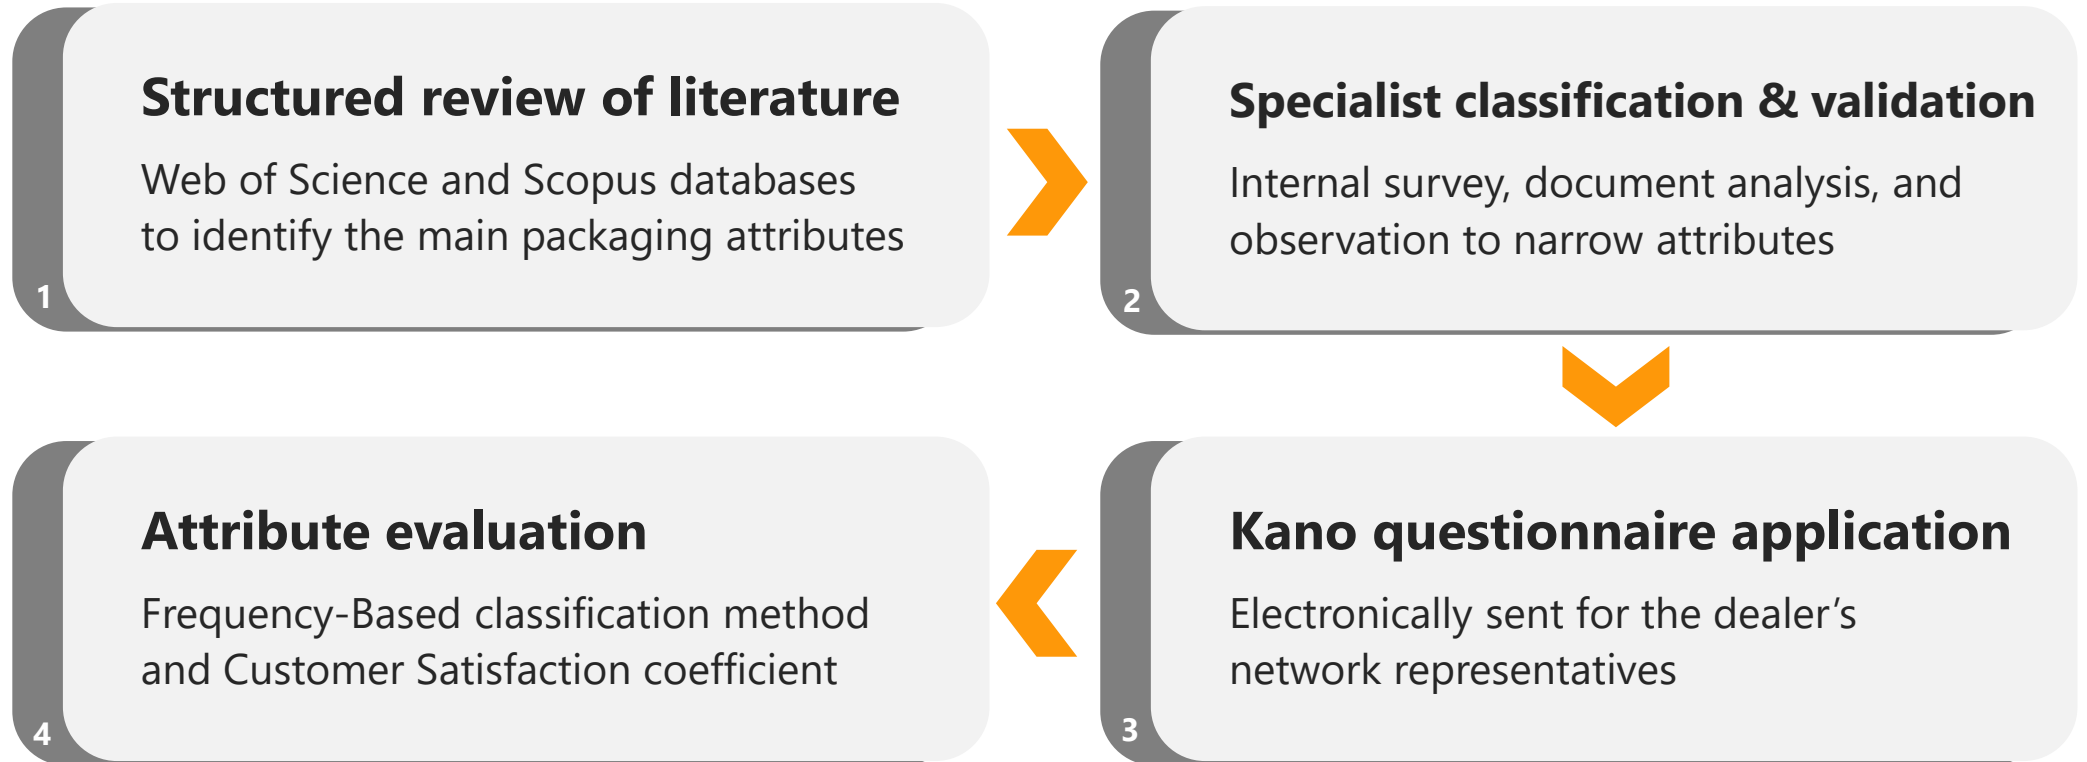 Structured review of literature
Web of Science and Scopus databases
to identify the main packaging attributes
1
Specialist classification & validation
Internal survey, document analysis, and
observation to narrow attributes
2
Kano questionnaire application
Electronically sent for the dealer’s
network representatives
3
Attribute evaluation
Frequency-Based classification method
and Customer Satisfaction coefficient
4